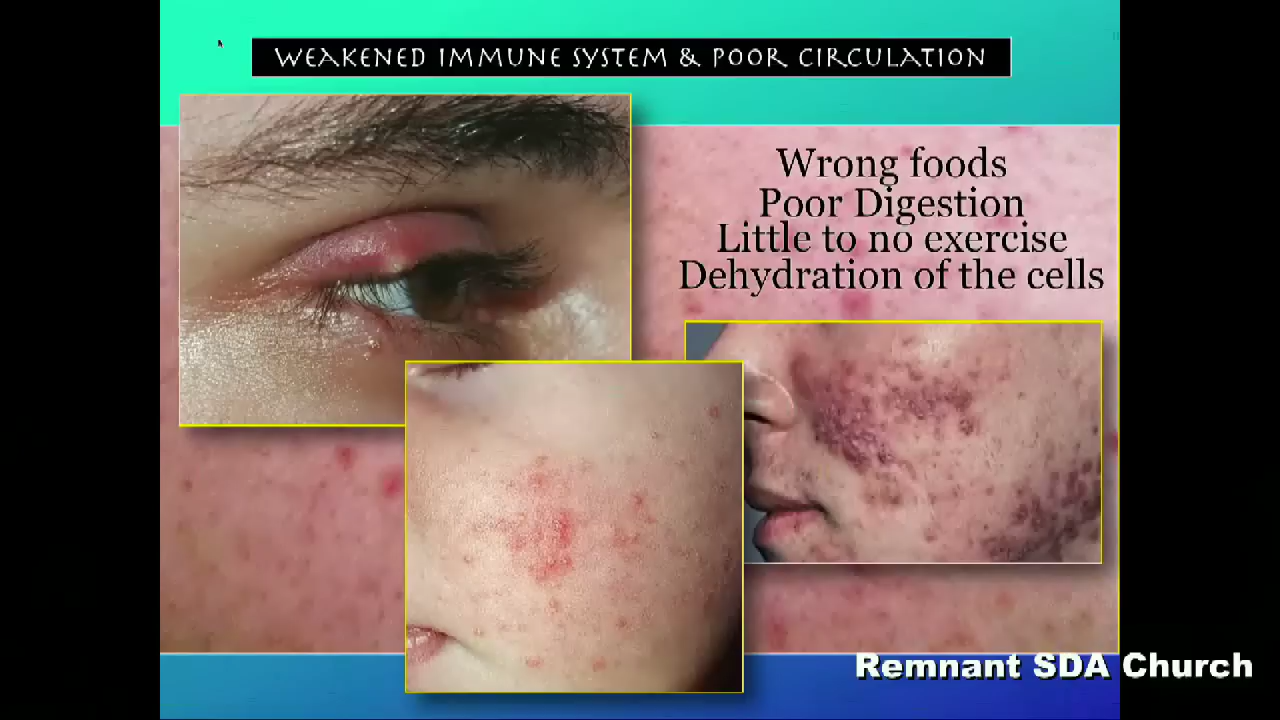 WEAKENED IMMUNE SYSTEM & POOR CIRCULATION
Wrong foods
Poor Digestion
Little to no exercise
Dehydration of the cells
Remnant SDA Church